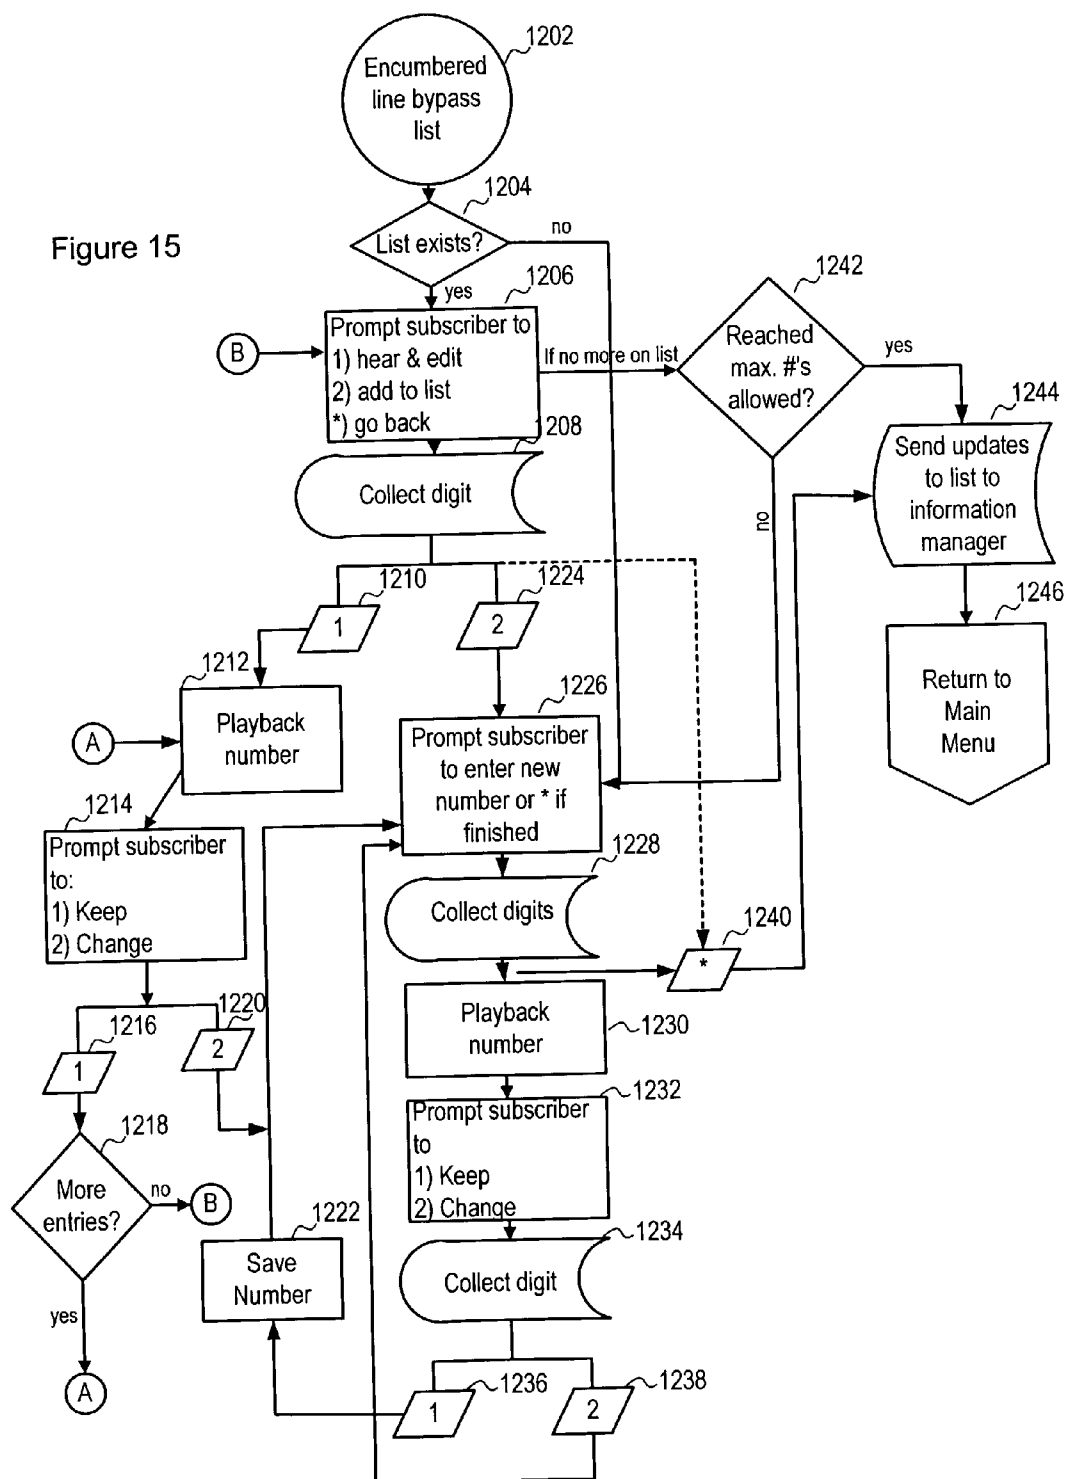 1202
Encumbered
line bypass
list
1204
Figure 15
List exists?
no
yes
1206
1242
B
Prompt subscriber to
1) hear & edit
2) add to list
*) go back
If no more on list
Reached
max. #'s
allowed?
yes
1244
1208
Collect digit
Send updates
to list to
information
manager
no
1210
1
1224
2
1246
Return to
Main
Menu
1212
Playback
number
A
1226
Prompt subscriber
to enter new
number or * if
finished
1214
Prompt subscriber
to:
1) Keep
2) Change
1228
Collect digits
1240
*
1216
1
1220
2
Playback
number
1230
1232
Prompt subscriber
to
1) Keep
2) Change
1218
More
entries?
no
B
yes
A
1222
Save
Number
1234
Collect digit
1236
1
1238
2